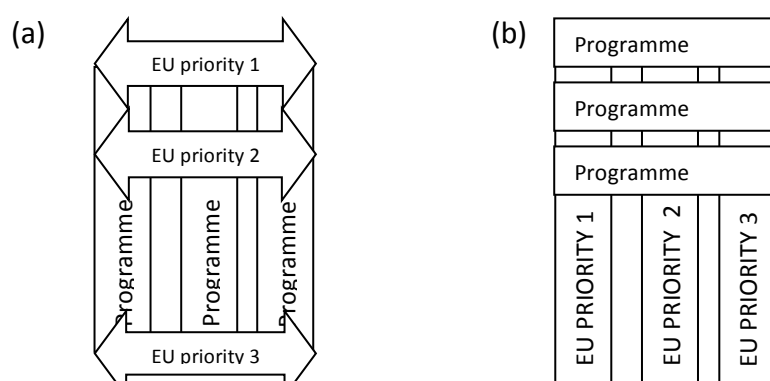 (a)
EU priority 1
EU priority 2
Programme
Programme
Programme
EU priority 3
(b)
Programme
Programme
Programme
EU PRIORITY 1
EU PRIORITY 2
EU PRIORITY 3